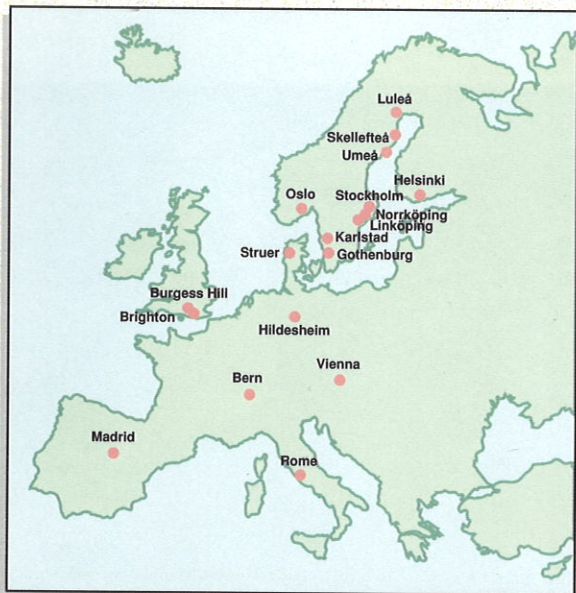 Luleå
Skellefteå
Umeå
Helsinki
Oslo
Stockholm
Norrköping
Linköping
Karlstad
Struer
Gothenburg
Burgess Hill
Brighton
Hildesheim
Vienna
Bern
Madrid
Rome